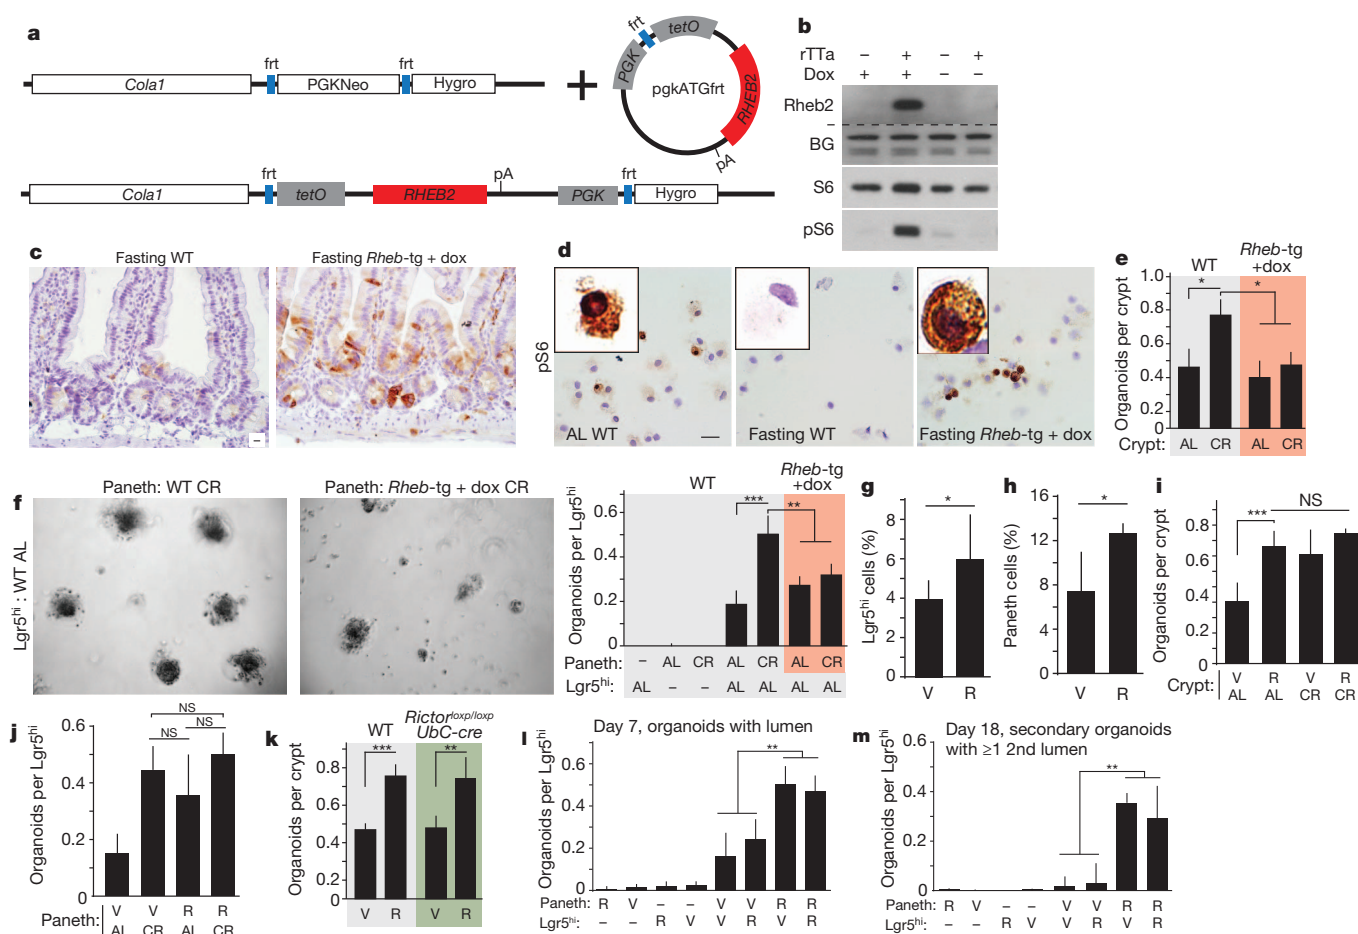 a
frt
frt
Cola1
PGKNeo
Hygro
+
frt
tetO
PGK
pgkATGfrt
RHEB2
pA
frt
pA
frt
Cola1
tetO
RHEB2
PGK
Hygro
b
rTTa – + – +
Dox + + – –
Rheb2
BG
S6
pS6
c
Fasting WT
Fasting Rheb-tg + dox
d
pS6
AL WT
Fasting WT
Fasting Rheb-tg + dox
e
WT
Rheb-tg
+dox
* *
Organoids per crypt
1.0
0.8
0.6
0.4
0.2
0
Crypt: AL CR AL CR
f
Paneth: WT CR
Paneth: Rheb-tg + dox CR
Lgr5hi : WT AL
WT
Rheb-tg
+dox
*** **
Organoids per Lgr5hi
0.6
0.4
0.2
0
Paneth: – AL CR AL CR AL CR
Lgr5hi: AL – – AL AL AL AL
g
*
Lgr5hi cells (%)
8
6
4
2
0
V R
h
*
Paneth cells (%)
16
12
8
4
0
V R
i
NS
***
Organoids per crypt
0.8
0.6
0.4
0.2
0
V R V R
Crypt: AL AL CR CR
j
NS
NS NS
Organoids per Lgr5hi
0.6
0.4
0.2
0
V V R R
Paneth: AL CR AL CR
k
WT
Rictorloxp/loxp
UbC-cre
*** **
Organoids per crypt
1
0.8
0.6
0.4
0.2
0
V R V R
l
Day 7, organoids with lumen
**
Organoids per Lgr5hi
0.6
0.4
0.2
0
Paneth: R V – – V V R R
Lgr5hi: – – R V V R V R
m
Day 18, secondary organoids
with ≥1 2nd lumen
**
Organoids per Lgr5hi
0.6
0.4
0.2
0
Paneth: R V – – V V R R
Lgr5hi: – – R V V R V R